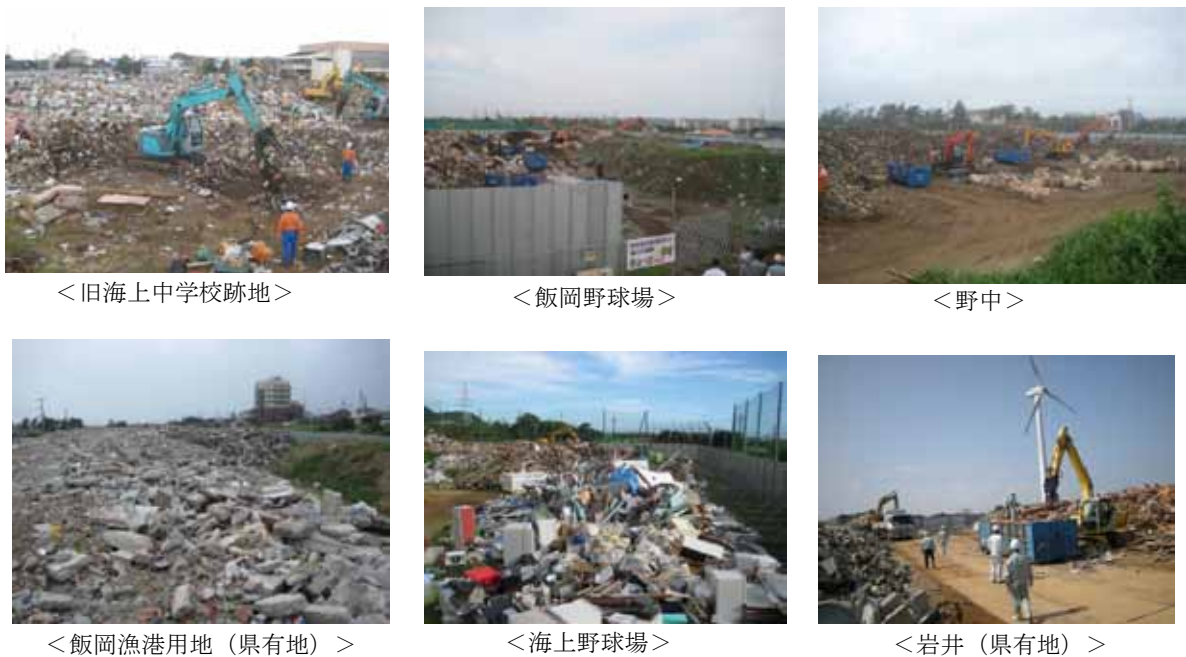 ＜旧海上中学校跡地＞
＜飯岡野球場＞
＜野中＞
＜飯岡漁港用地（県有地）＞
＜海上野球場＞
＜岩井（県有地）＞